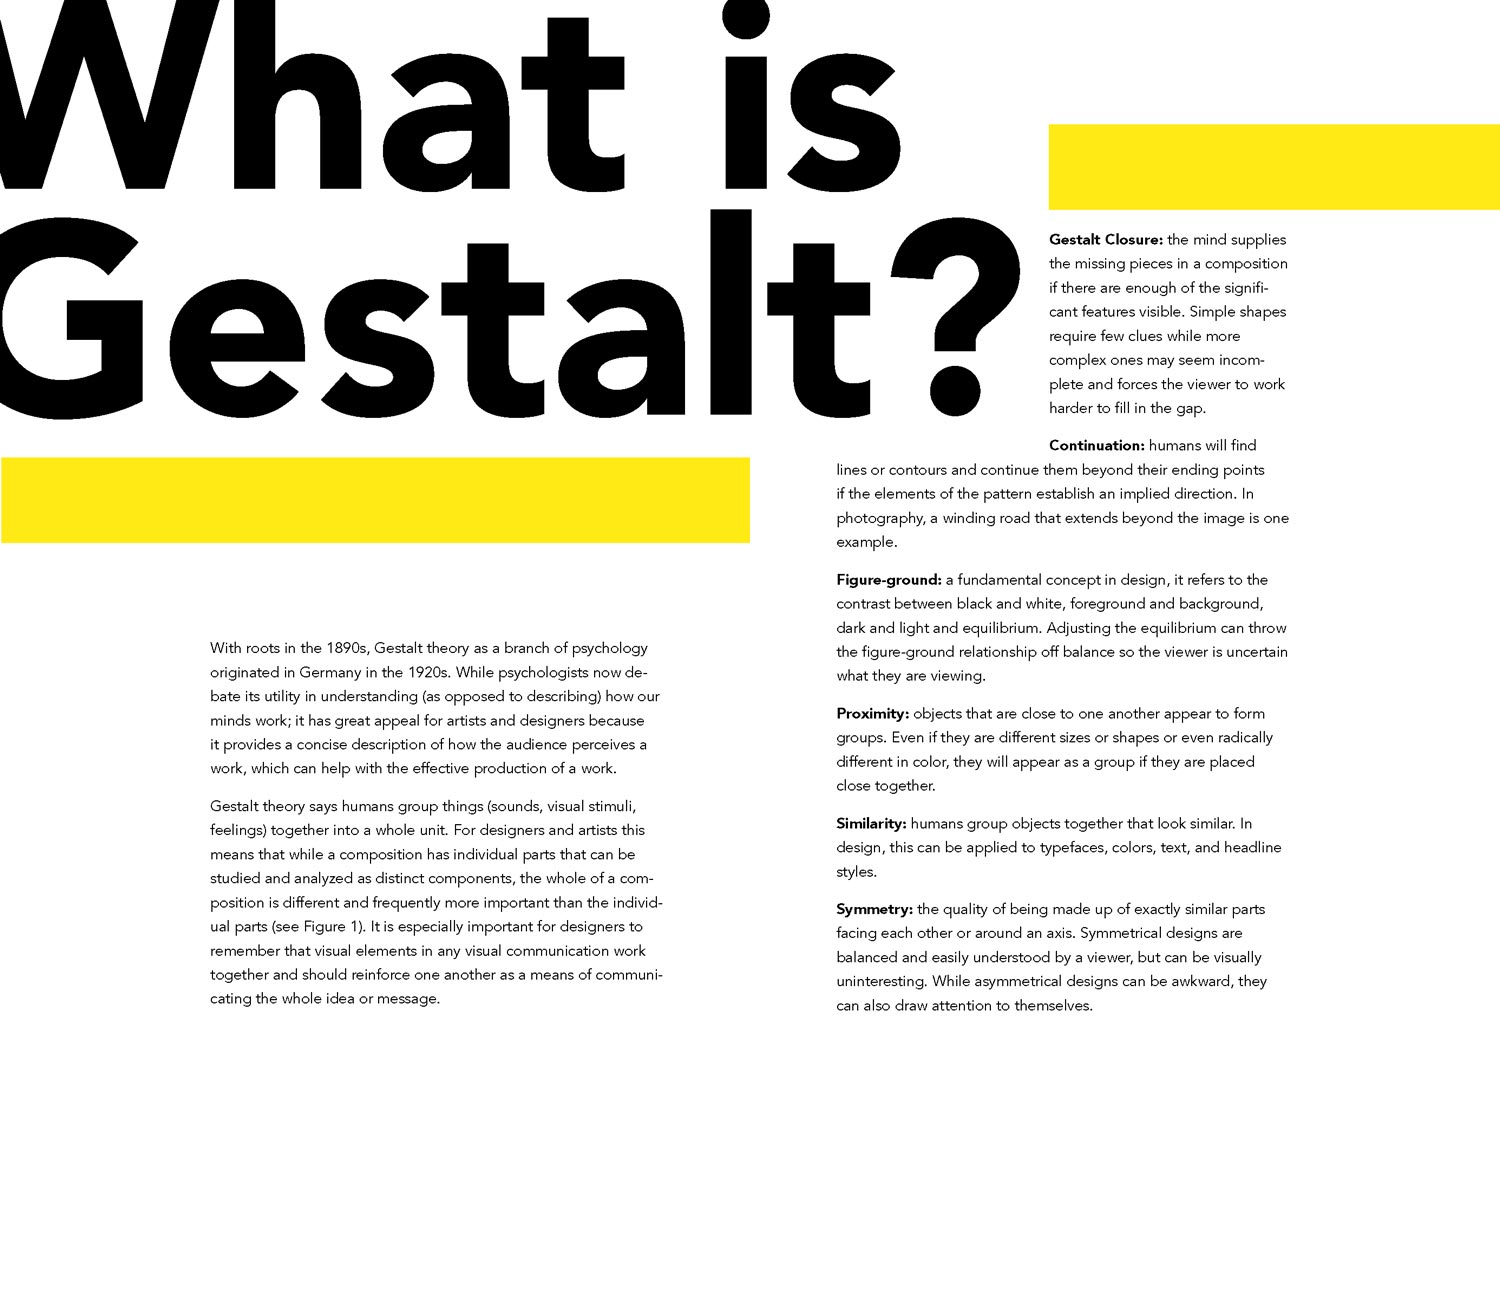 What is
Gestalt?
With roots in the 1890s, Gestalt theory as a branch of psychology
originated in Germany in the 1920s. While psychologists now de-
bate its utility in understanding (as opposed to describing) how our
minds work; it has great appeal for artists and designers because
it provides a concise description of how the audience perceives a
work, which can help with the effective production of a work.
Gestalt theory says humans group things (sounds, visual stimuli,
feelings) together into a whole unit. For designers and artists this
means that while a composition has individual parts that can be
studied and analyzed as distinct components, the whole of a com-
position is different and frequently more important than the individ-
ual parts (see Figure 1). It is especially important for designers to
remember that visual elements in any visual communication work
together and should reinforce one another as a means of communi-
cating the whole idea or message.
Gestalt Closure: the mind supplies
the missing pieces in a composition
if there are enough of the signifi-
cant features visible. Simple shapes
require few clues while more
complex ones may seem incom-
plete and forces the viewer to work
harder to fill in the gap.
Continuation: humans will find
lines or contours and continue them beyond their ending points
if the elements of the pattern establish an implied direction. In
photography, a winding road that extends beyond the image is one
example.
Figure-ground: a fundamental concept in design, it refers to the
contrast between black and white, foreground and background,
dark and light and equilibrium. Adjusting the equilibrium can throw
the figure-ground relationship off balance so the viewer is uncertain
what they are viewing.
Proximity: objects that are close to one another appear to form
groups. Even if they are different sizes or shapes or even radically
different in color, they will appear as a group if they are placed
close together.
Similarity: humans group objects together that look similar. In
design, this can be applied to typefaces, colors, text, and headline
styles.
Symmetry: the quality of being made up of exactly similar parts
facing each other or around an axis. Symmetrical designs are
balanced and easily understood by a viewer, but can be visually
uninteresting. While asymmetrical designs can be awkward, they
can also draw attention to themselves.